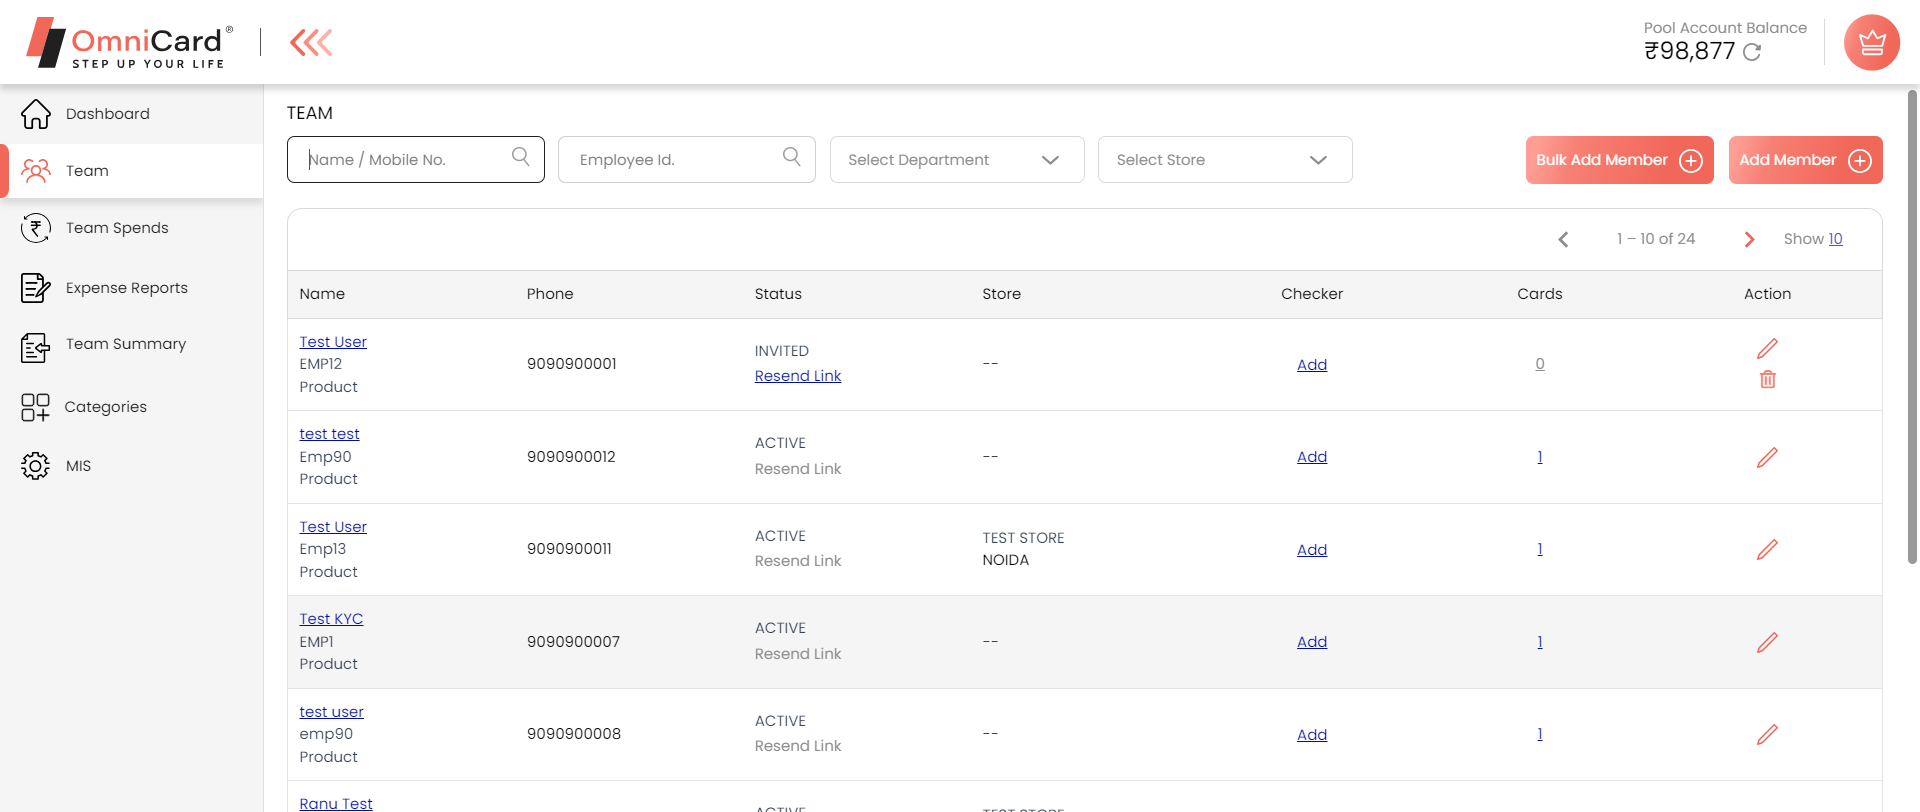 OmniCard®
STEP UP YOUR LIFE
Pool Account Balance
₹98,877
Dashboard
Team
Team Spends
Expense Reports
Team Summary
Categories
MIS
TEAM
Name / Mobile No.
Employee Id.
Select Department
Select Store
Bulk Add Member
Add Member
1 – 10 of 24
Show 10
Name Phone Status Store Checker Cards Action
Test User
EMP12
Product
9090900001
INVITED
Resend Link
--
Add
0
test test
Emp90
Product
9090900012
ACTIVE
Resend Link
--
Add
1
Test User
Emp13
Product
9090900011
ACTIVE
Resend Link
TEST STORE
NOIDA
Add
1
Test KYC
EMP1
Product
9090900007
ACTIVE
Resend Link
--
Add
1
test user
emp90
Product
9090900008
ACTIVE
Resend Link
--
Add
1
Ranu Test
ACTIVE
TEST STORE